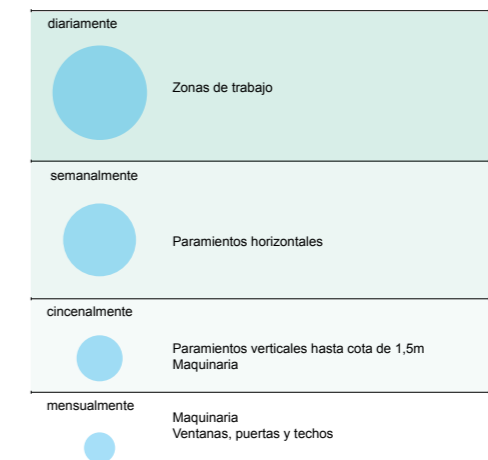 diariamente
Zonas de trabajo
semanalmente
Paramientos horizontales
cincenalmente
Paramientos verticales hasta cota de 1,5m
Maquinaria
mensualmente
Maquinaria
Ventanas, puertas y techos